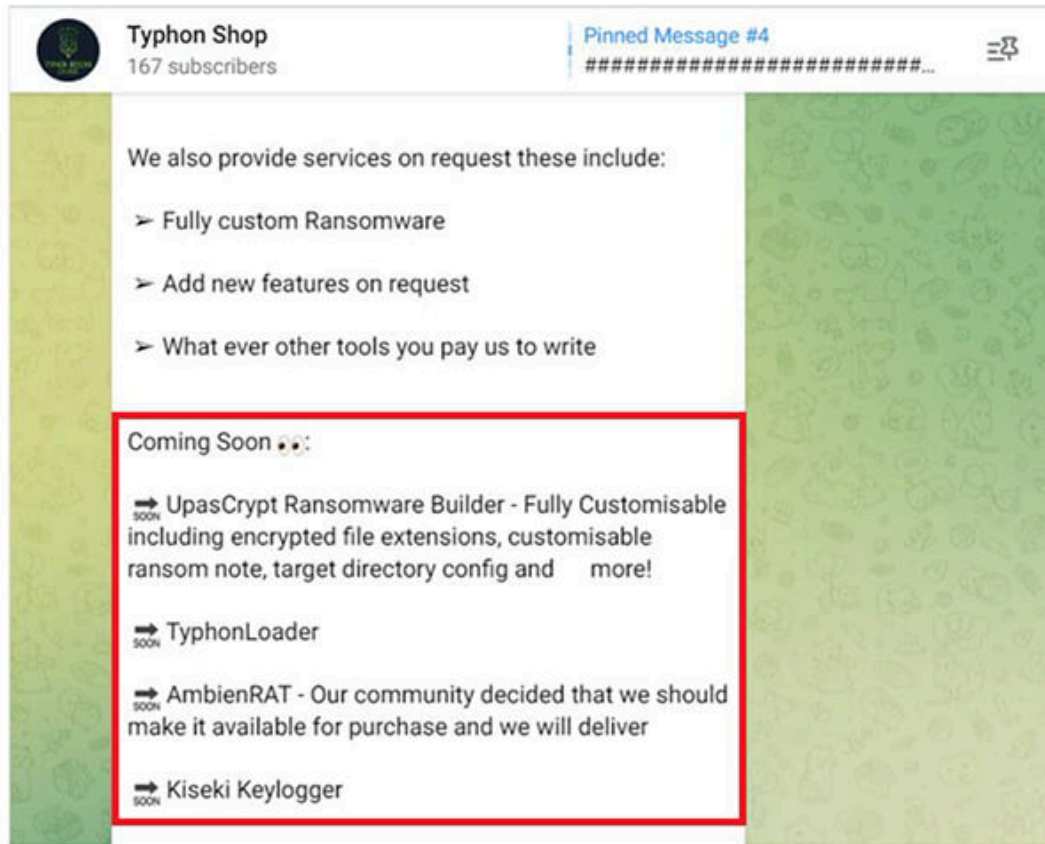 Typhon Shop
167 subscribers
Pinned Message #4
##########################...
We also provide services on request these include:
➢ Fully custom Ransomware
➢ Add new features on request
➢ What ever other tools you pay us to write
Coming Soon 👀:
🔜 UpasCrypt Ransomware Builder - Fully Customisable
including encrypted file extensions, customisable
ransom note, target directory config and more!
🔜 TyphonLoader
🔜 AmbienRAT - Our community decided that we should
make it available for purchase and we will deliver
🔜 Kiseki Keylogger